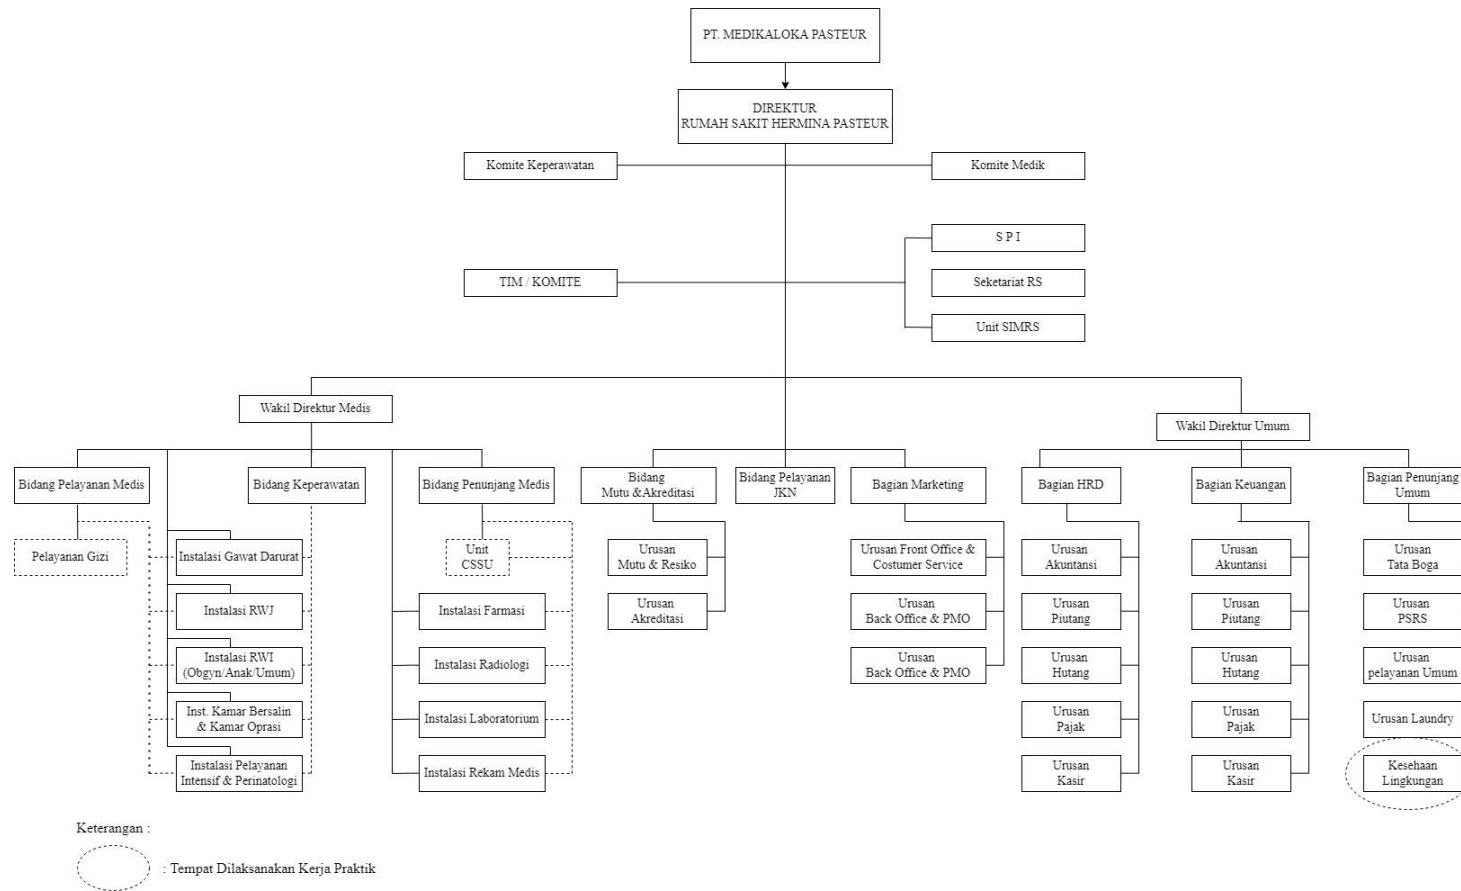 PT. MEDIKALOKA PASTEUR
DIREKTUR
RUMAH SAKIT HERMINA PASTEUR
Komite Keperawatan
Komite Medik
S P I
TIM / KOMITE
Seketariat RS
Unit SIMRS
Wakil Direktur Medis
Wakil Direktur Umum
Bidang Pelayanan Medis
Bidang Keperawatan
Bidang Penunjang Medis
Bidang
Mutu &Akreditasi
Bidang Pelayanan
JKN
Bagian Marketing
Bagian HRD
Bagian Keuangan
Bagian Penunjang
Umum
Pelayanan Gizi
Instalasi Gawat Darurat
Instalasi RWJ
Instalasi RWI
(Obgyn/Anak/Umum)
Inst. Kamar Bersalin
& Kamar Oprasi
Instalasi Pelayanan
Intensif & Perinatologi
Unit
CSSU
Instalasi Farmasi
Instalasi Radiologi
Instalasi Laboratorium
Instalasi Rekam Medis
Urusan
Mutu & Resiko
Urusan
Akreditasi
Urusan Front Office &
Costumer Service
Urusan
Back Office & PMO
Urusan
Back Office & PMO
Urusan
Akuntansi
Urusan
Piutang
Urusan
Hutang
Urusan
Pajak
Urusan
Kasir
Urusan
Akuntansi
Urusan
Piutang
Urusan
Hutang
Urusan
Pajak
Urusan
Kasir
Urusan
Tata Boga
Urusan
PSRS
Urusan
pelayanan Umum
Urusan Laundry
Kesehaan
Lingkungan
Keterangan :
: Tempat Dilaksanakan Kerja Praktik